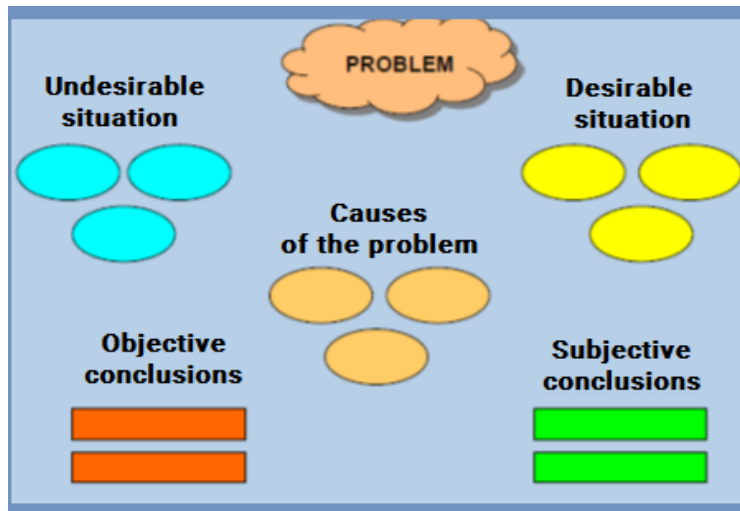 PROBLEM
Undesirable
situation
Desirable
situation
Causes
of the problem
Objective
conclusions
Subjective
conclusions